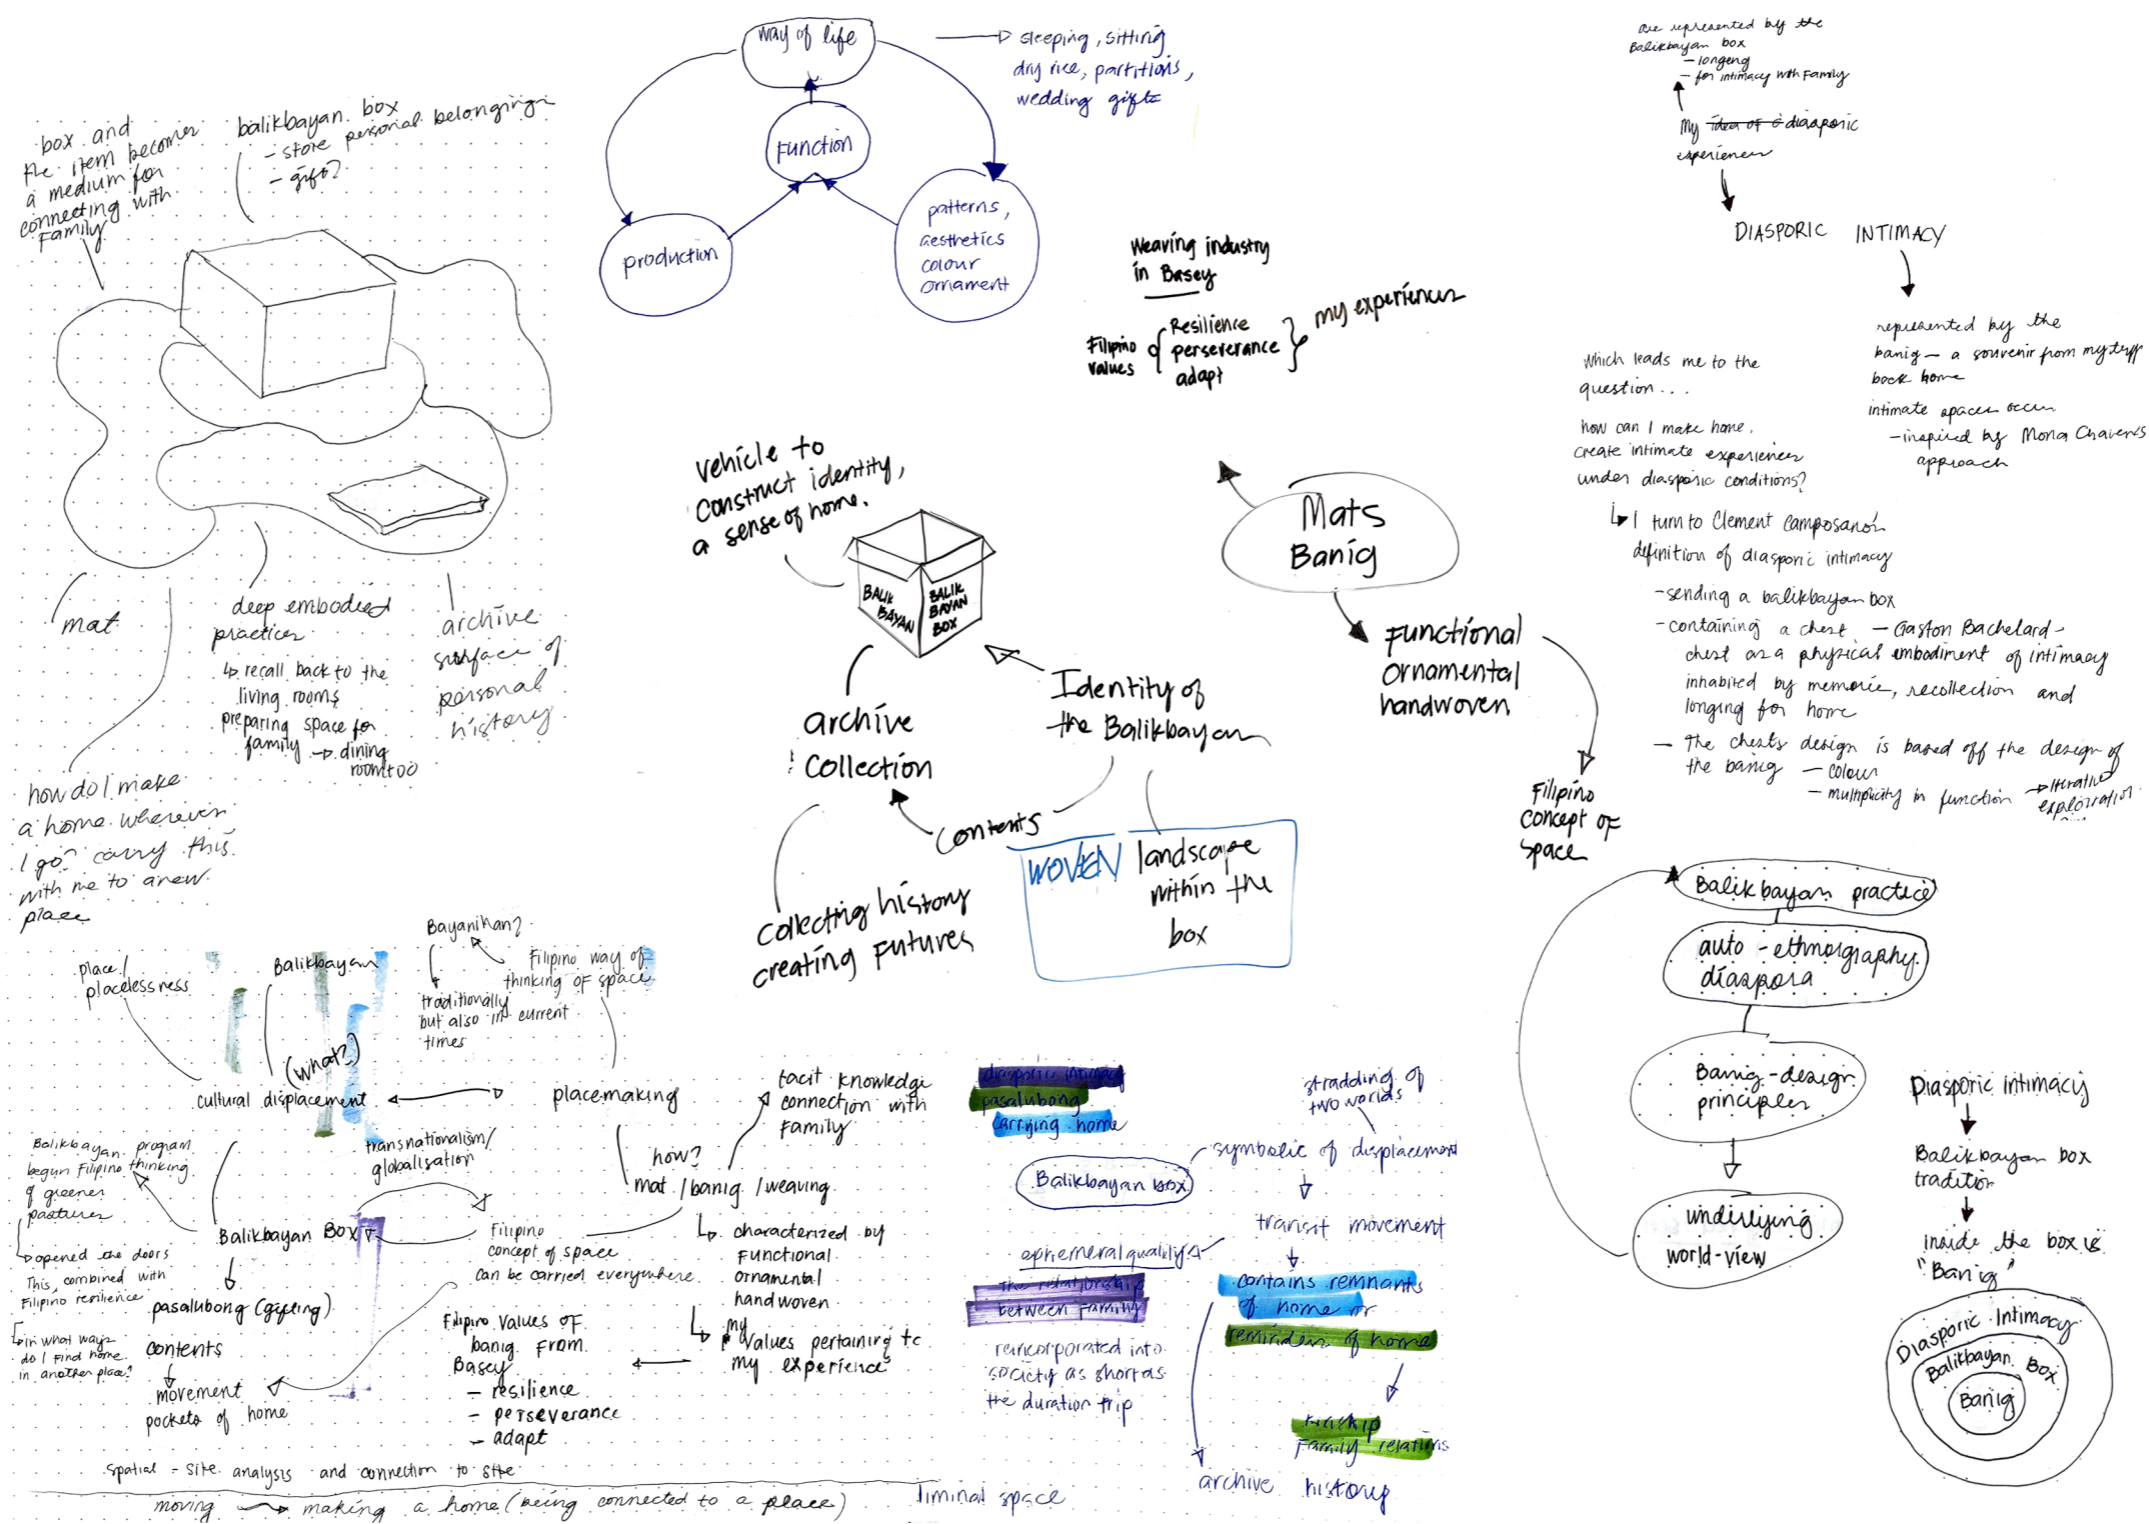 box and
the item becomes
a medium for
connecting with
family
balikbayan box
- store personal belongings
- gifts?
mat
deep embodied
practices
↳ recall back to the
living rooms
preparing space for
family → dining
room too
archive
surface of
personal
history
how do I make
a home wherever
I go? carry this
with me to a new
place
way of life
→ sleeping, sitting
dry rice, partitions,
wedding gifts
Function
production
patterns,
aesthetics
colour
ornament
Weaving industry
in Basey
Filipino
values
Resilience
perseverance
adapt
my experiences
vehicle to
construct identity,
a sense of home.
BALIK
BAYAN
BALIK
BAYAN
BOX
archive
collection
Identity of
the Balikbayan
contents
WOVEN landscape
within the
box
collecting history
creating futures
Mats
Banig
Functional
ornamental
handwoven
Filipino
concept of
space
are represented by the
Balikbayan box
- longing
- for intimacy with family
My idea of diasporic
experiences
DIASPORIC INTIMACY
represented by the
banig — a souvenir from my trip
back home
intimate spaces occur
- inspired by Mona
approach
which leads me to the
question...
how can I make home,
create intimate experiences
under diasporic conditions?
↳ I turn to Clement Camposano's
definition of diasporic intimacy
- sending a balikbayan box
- containing a chest — Gaston Bachelard -
chest as a physical embodiment of intimacy
inhabited by memorie, recollection and
longing for home
— The chests design is based off the design of
the banig — colour
— multiplicity in function → Iterative
exploration
Balikbayan practice
auto-ethnorgraphy
diaspora
Banig-design
principles
underlying
world-view
Diasporic intimacy
Balikbayan box
tradition
inside the box is
"Banig"
Diasporic Intimacy
Balikbayan Box
Banig
place/
placelessness
Balikbayan
(what?)
cultural displacement
Bayanihan?
traditionally
but also in current
times
Filipino way of
thinking of space
placemaking
transnationalism/
globalisation
Balikbayan program
begun Filipino thinking
of greener
pastures
↳ opened the doors
This, combined with
Filipino resilience
↳ in what ways
do I find home
in another place?
Balikbayan Box
pasalubong (gifting)
contents
movement
pockets of home
Filipino
concept of space
can be carried everywhere
how?
mat /banig /weaving
tacit knowledge
connection with
family
↳ characterized by
functional
ornamental
handwoven
↳ my
values pertaining to
my experience
Filipino values of
banig from
Basey
- resilience
- perseverance
- adapt
spatial - site analysis and connection to site
moving → making a home (being connected to a place)
diasporic intimacy
pasalubong
carrying home
Balikbayan box
stradding of
two worlds
symbolic of displacement
transit movement
ephemeral quality
The relationship
between family
reincorporated into
society as short as
the duration trip
contains remnants
of home or
reminders of home
kinship
Family relations
archive history
liminal space